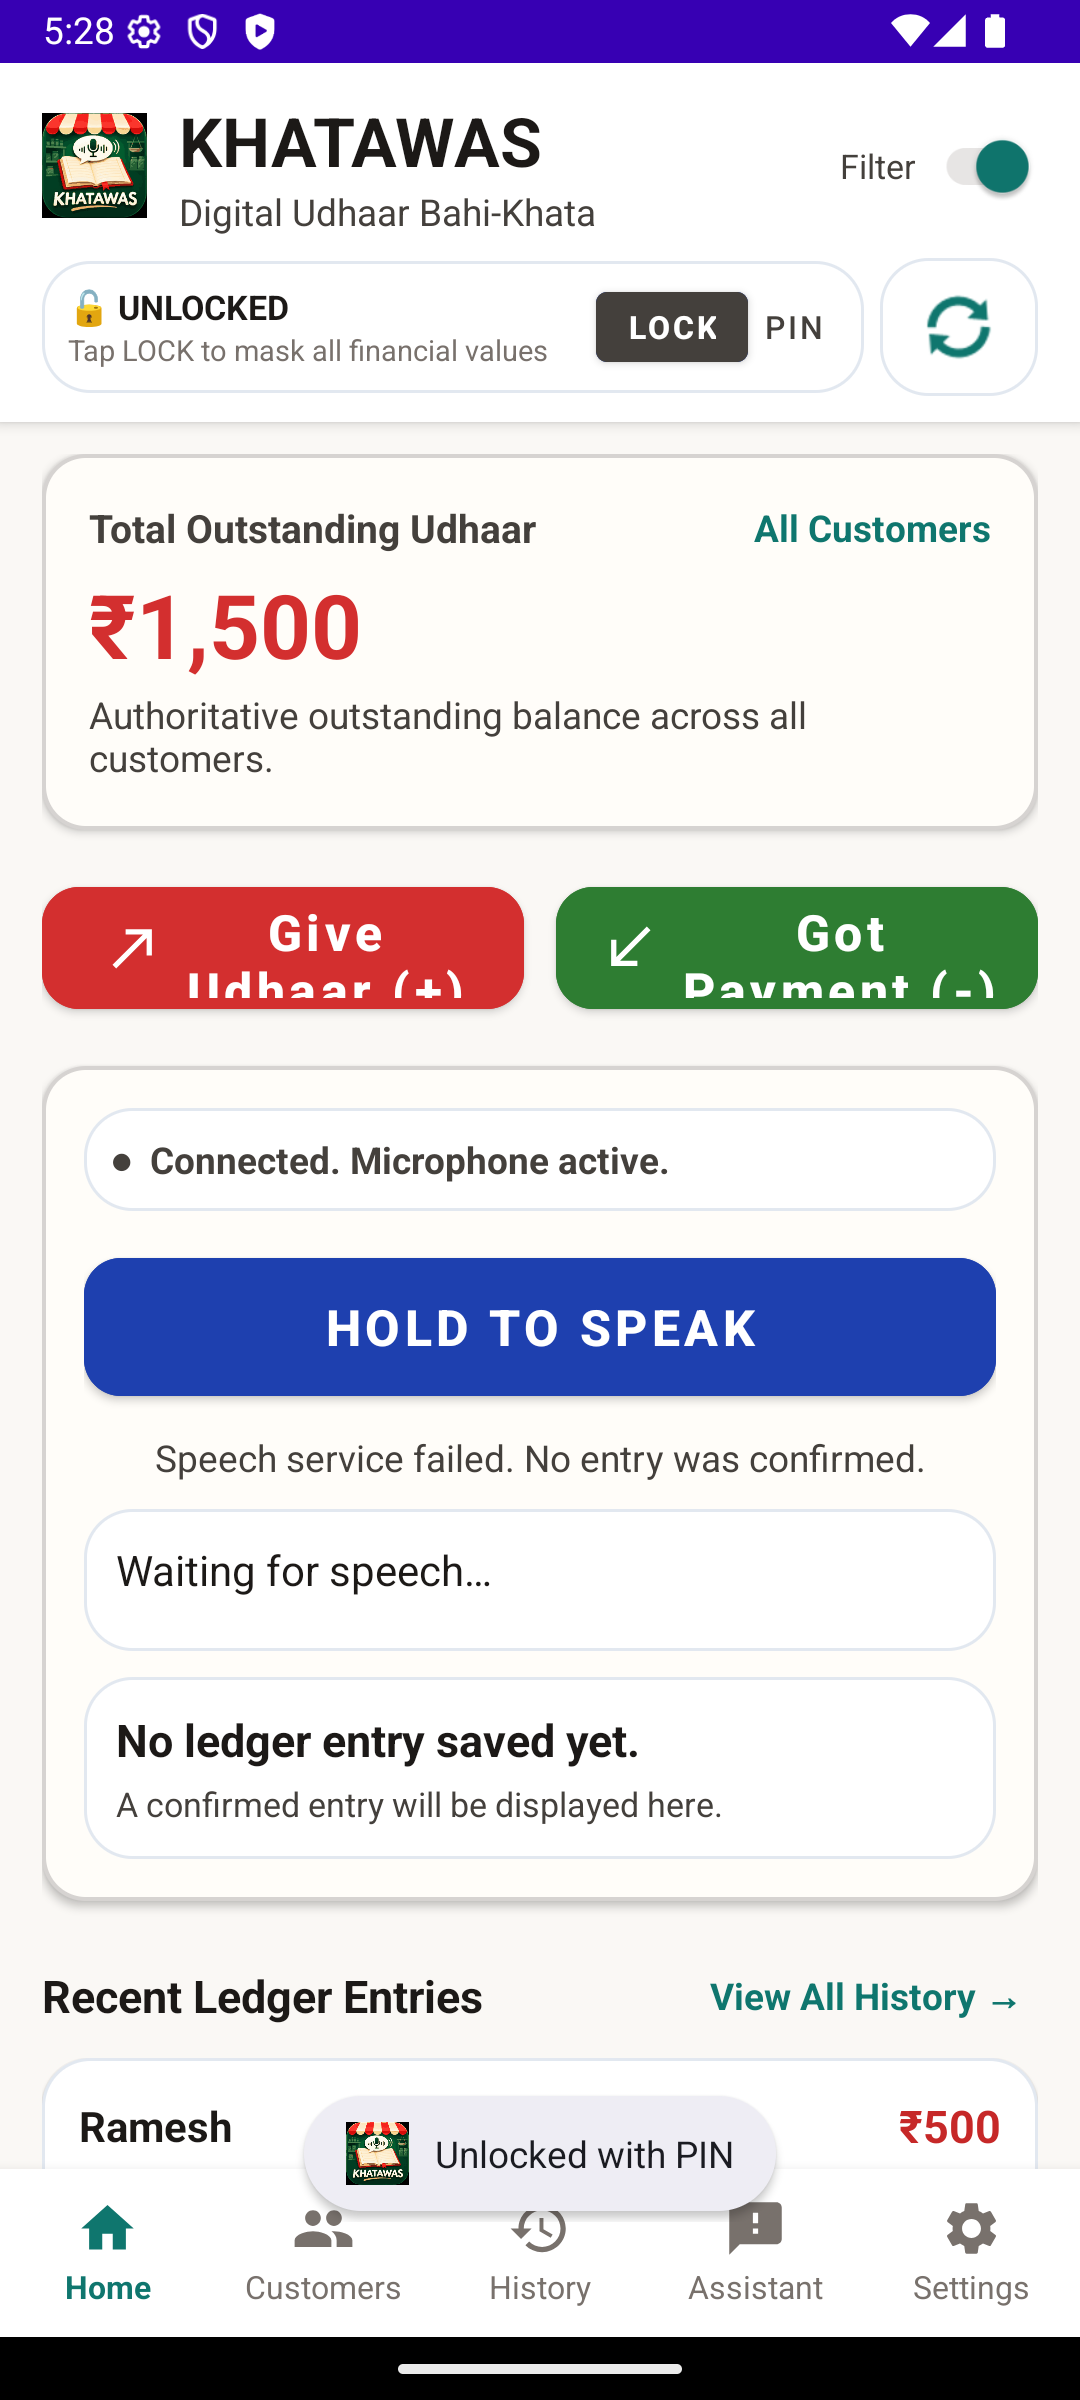 5:28
KHATAWAS
KHATAWAS
Digital Udhaar Bahi-Khata
Filter
🔓 UNLOCKED
Tap LOCK to mask all financial values
LOCK
PIN
Total Outstanding Udhaar
All Customers
₹1,500
Authoritative outstanding balance across all
customers.
Give
Udhaar (+)
Got
Payment (-)
● Connected. Microphone active.
HOLD TO SPEAK
Speech service failed. No entry was confirmed.
Waiting for speech…
No ledger entry saved yet.
A confirmed entry will be displayed here.
Recent Ledger Entries
View All History →
Ramesh
₹500
KHATAWAS
Unlocked with PIN
Home
Customers
History
Assistant
Settings